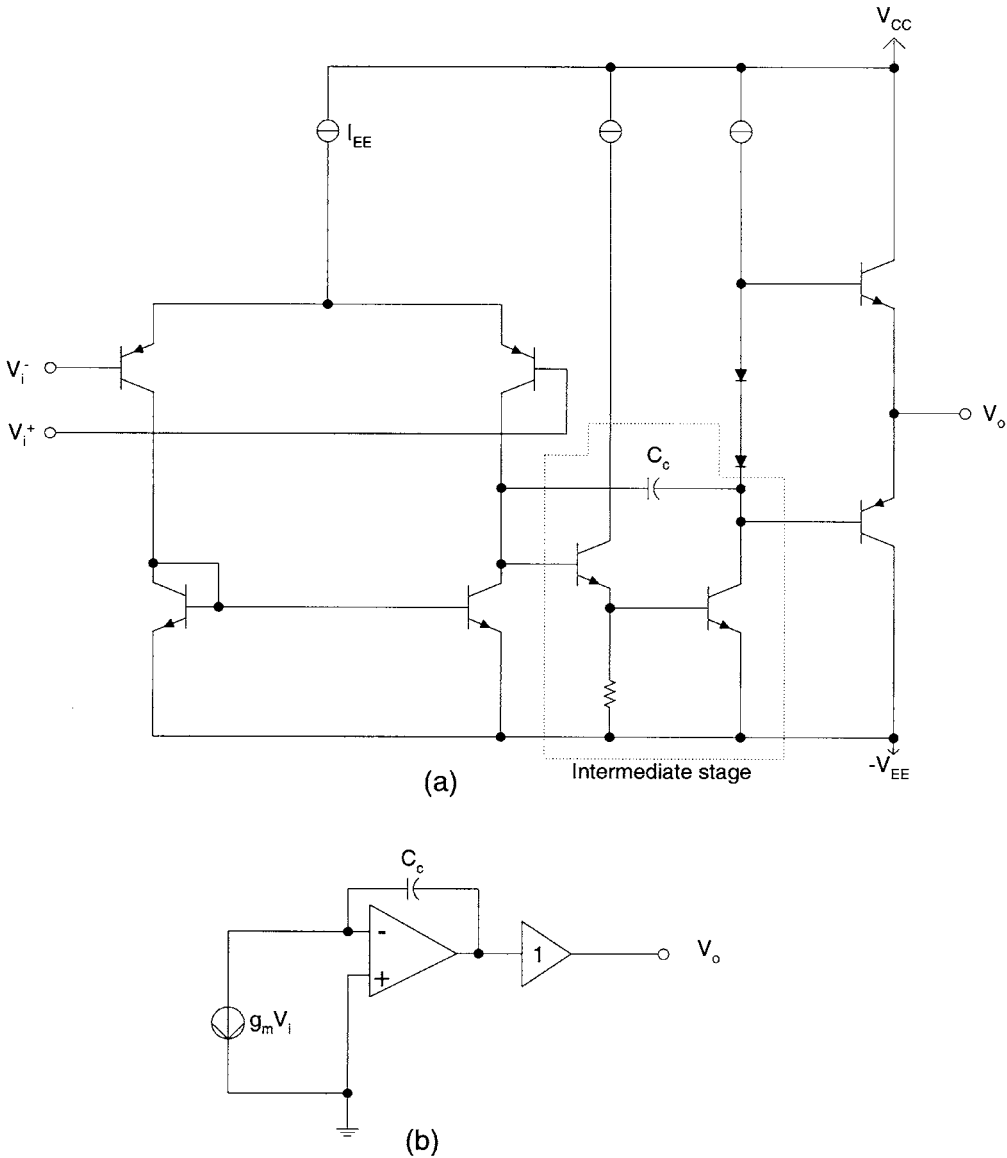 V_CC
I_EE
V_i^-
V_i^+
V_o
C_c
-V_EE
Intermediate stage
(a)
C_c
-
+
1
V_o
g_mV_i
(b)